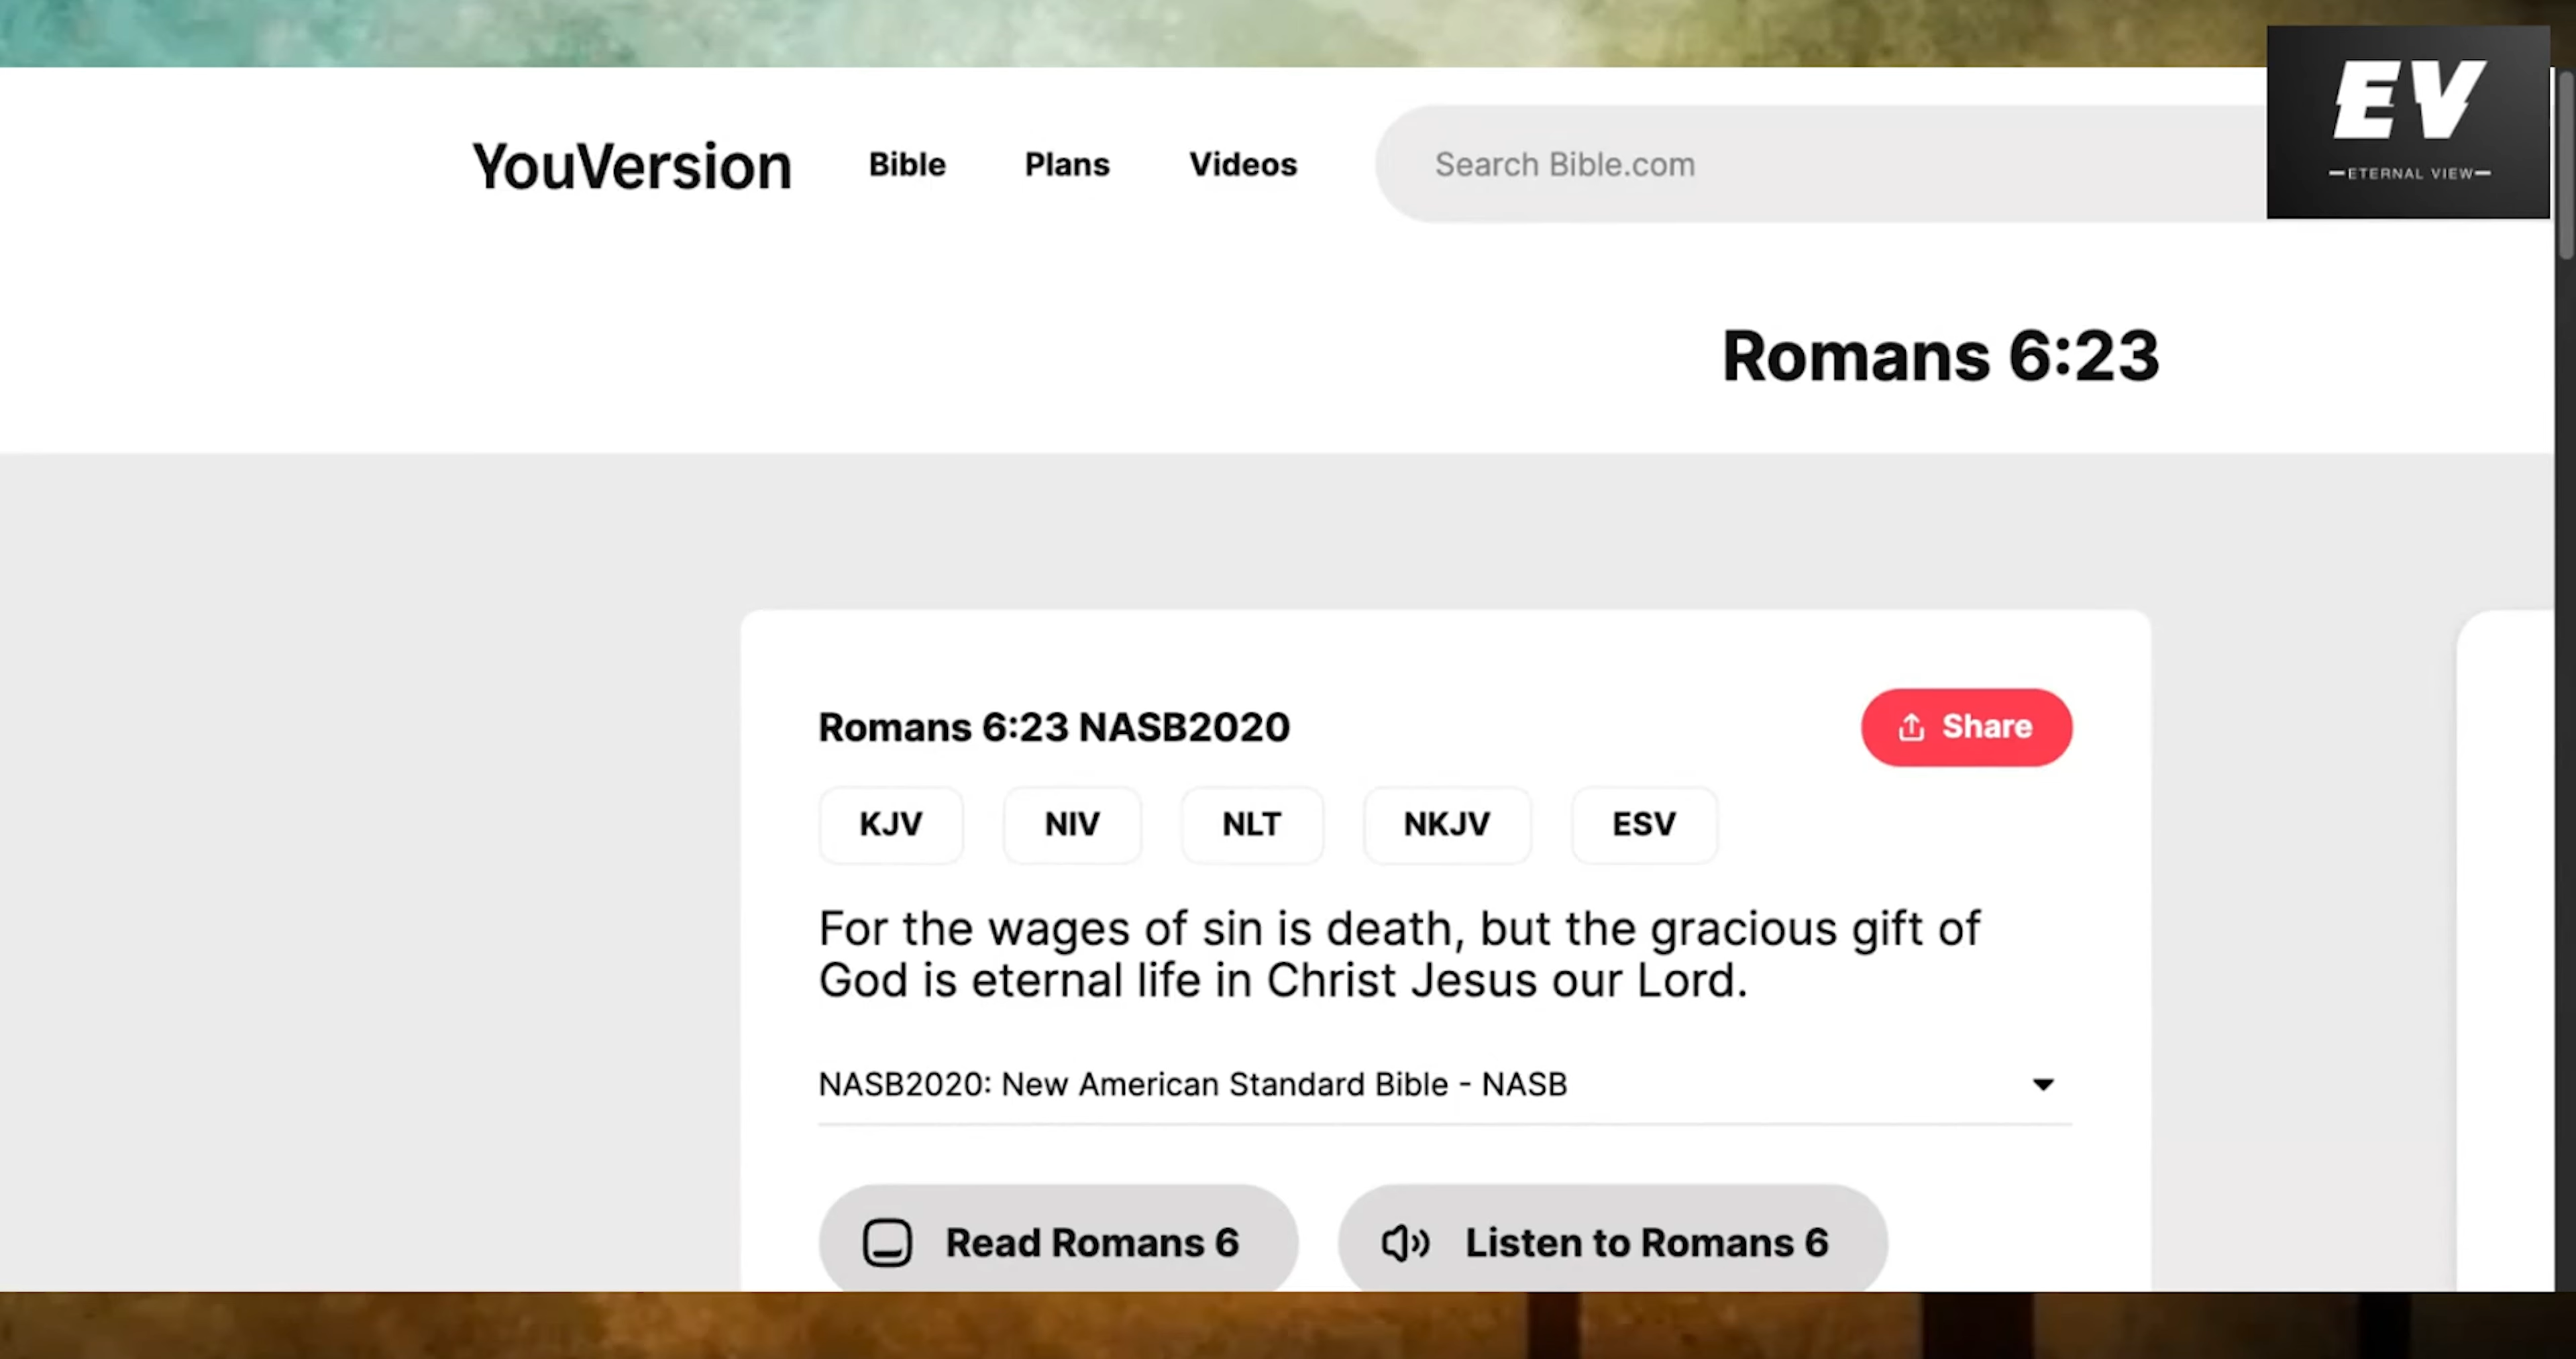 EV
ETERNAL VIEW
YouVersion Bible Plans Videos Search Bible.com
Romans 6:23
Romans 6:23 NASB2020 Share
KJV NIV NLT NKJV ESV
For the wages of sin is death, but the gracious gift of
God is eternal life in Christ Jesus our Lord.
NASB2020: New American Standard Bible - NASB
Read Romans 6 Listen to Romans 6